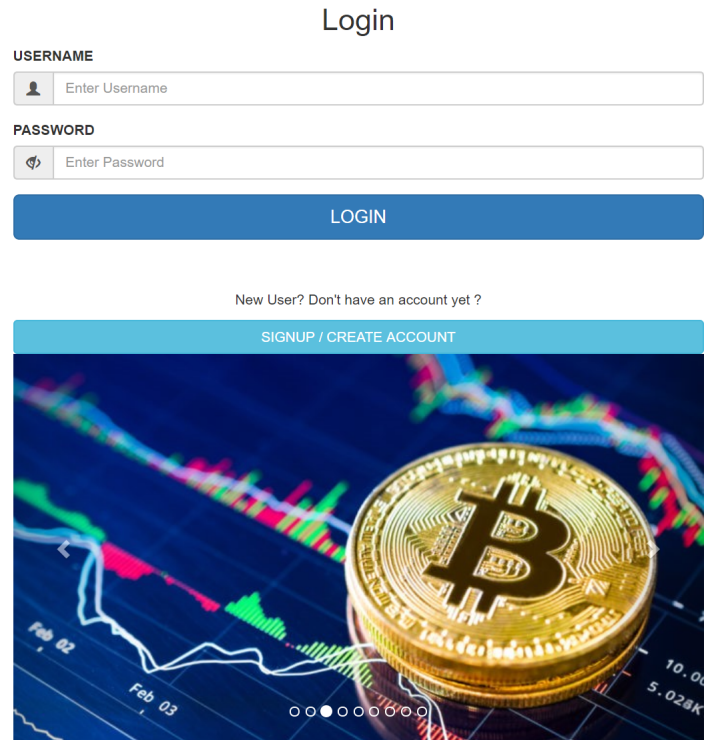 Login
USERNAME
Enter Username
PASSWORD
Enter Password
LOGIN
New User? Don't have an account yet ?
SIGNUP / CREATE ACCOUNT
Feb 02
Feb 03
10.00
5.028K